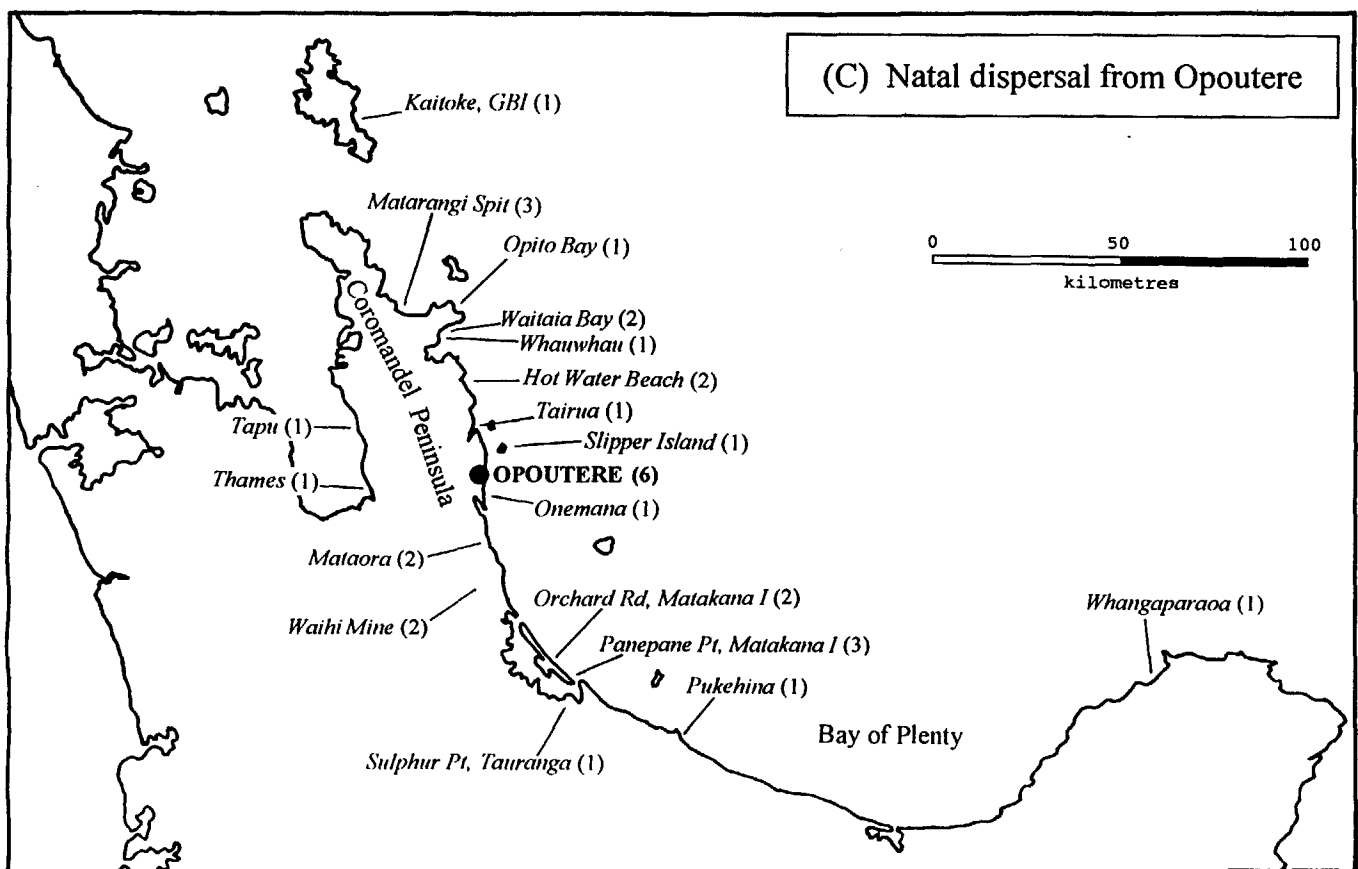 (C) Natal dispersal from Opoutere
Kaitoke, GBI (1)
Matarangi Spit (3)
Opito Bay (1)
0 50 100
kilometres
Waitaia Bay (2)
Whauwhau (1)
Coromandel Peninsula
Hot Water Beach (2)
Tairua (1)
Tapu (1)
Slipper Island (1)
OPOUTERE (6)
Thames (1)
Onemana (1)
Mataora (2)
Orchard Rd, Matakana I (2)
Whangaparaoa (1)
Waihi Mine (2)
Panepane Pt, Matakana I (3)
Pukehina (1)
Bay of Plenty
Sulphur Pt, Tauranga (1)